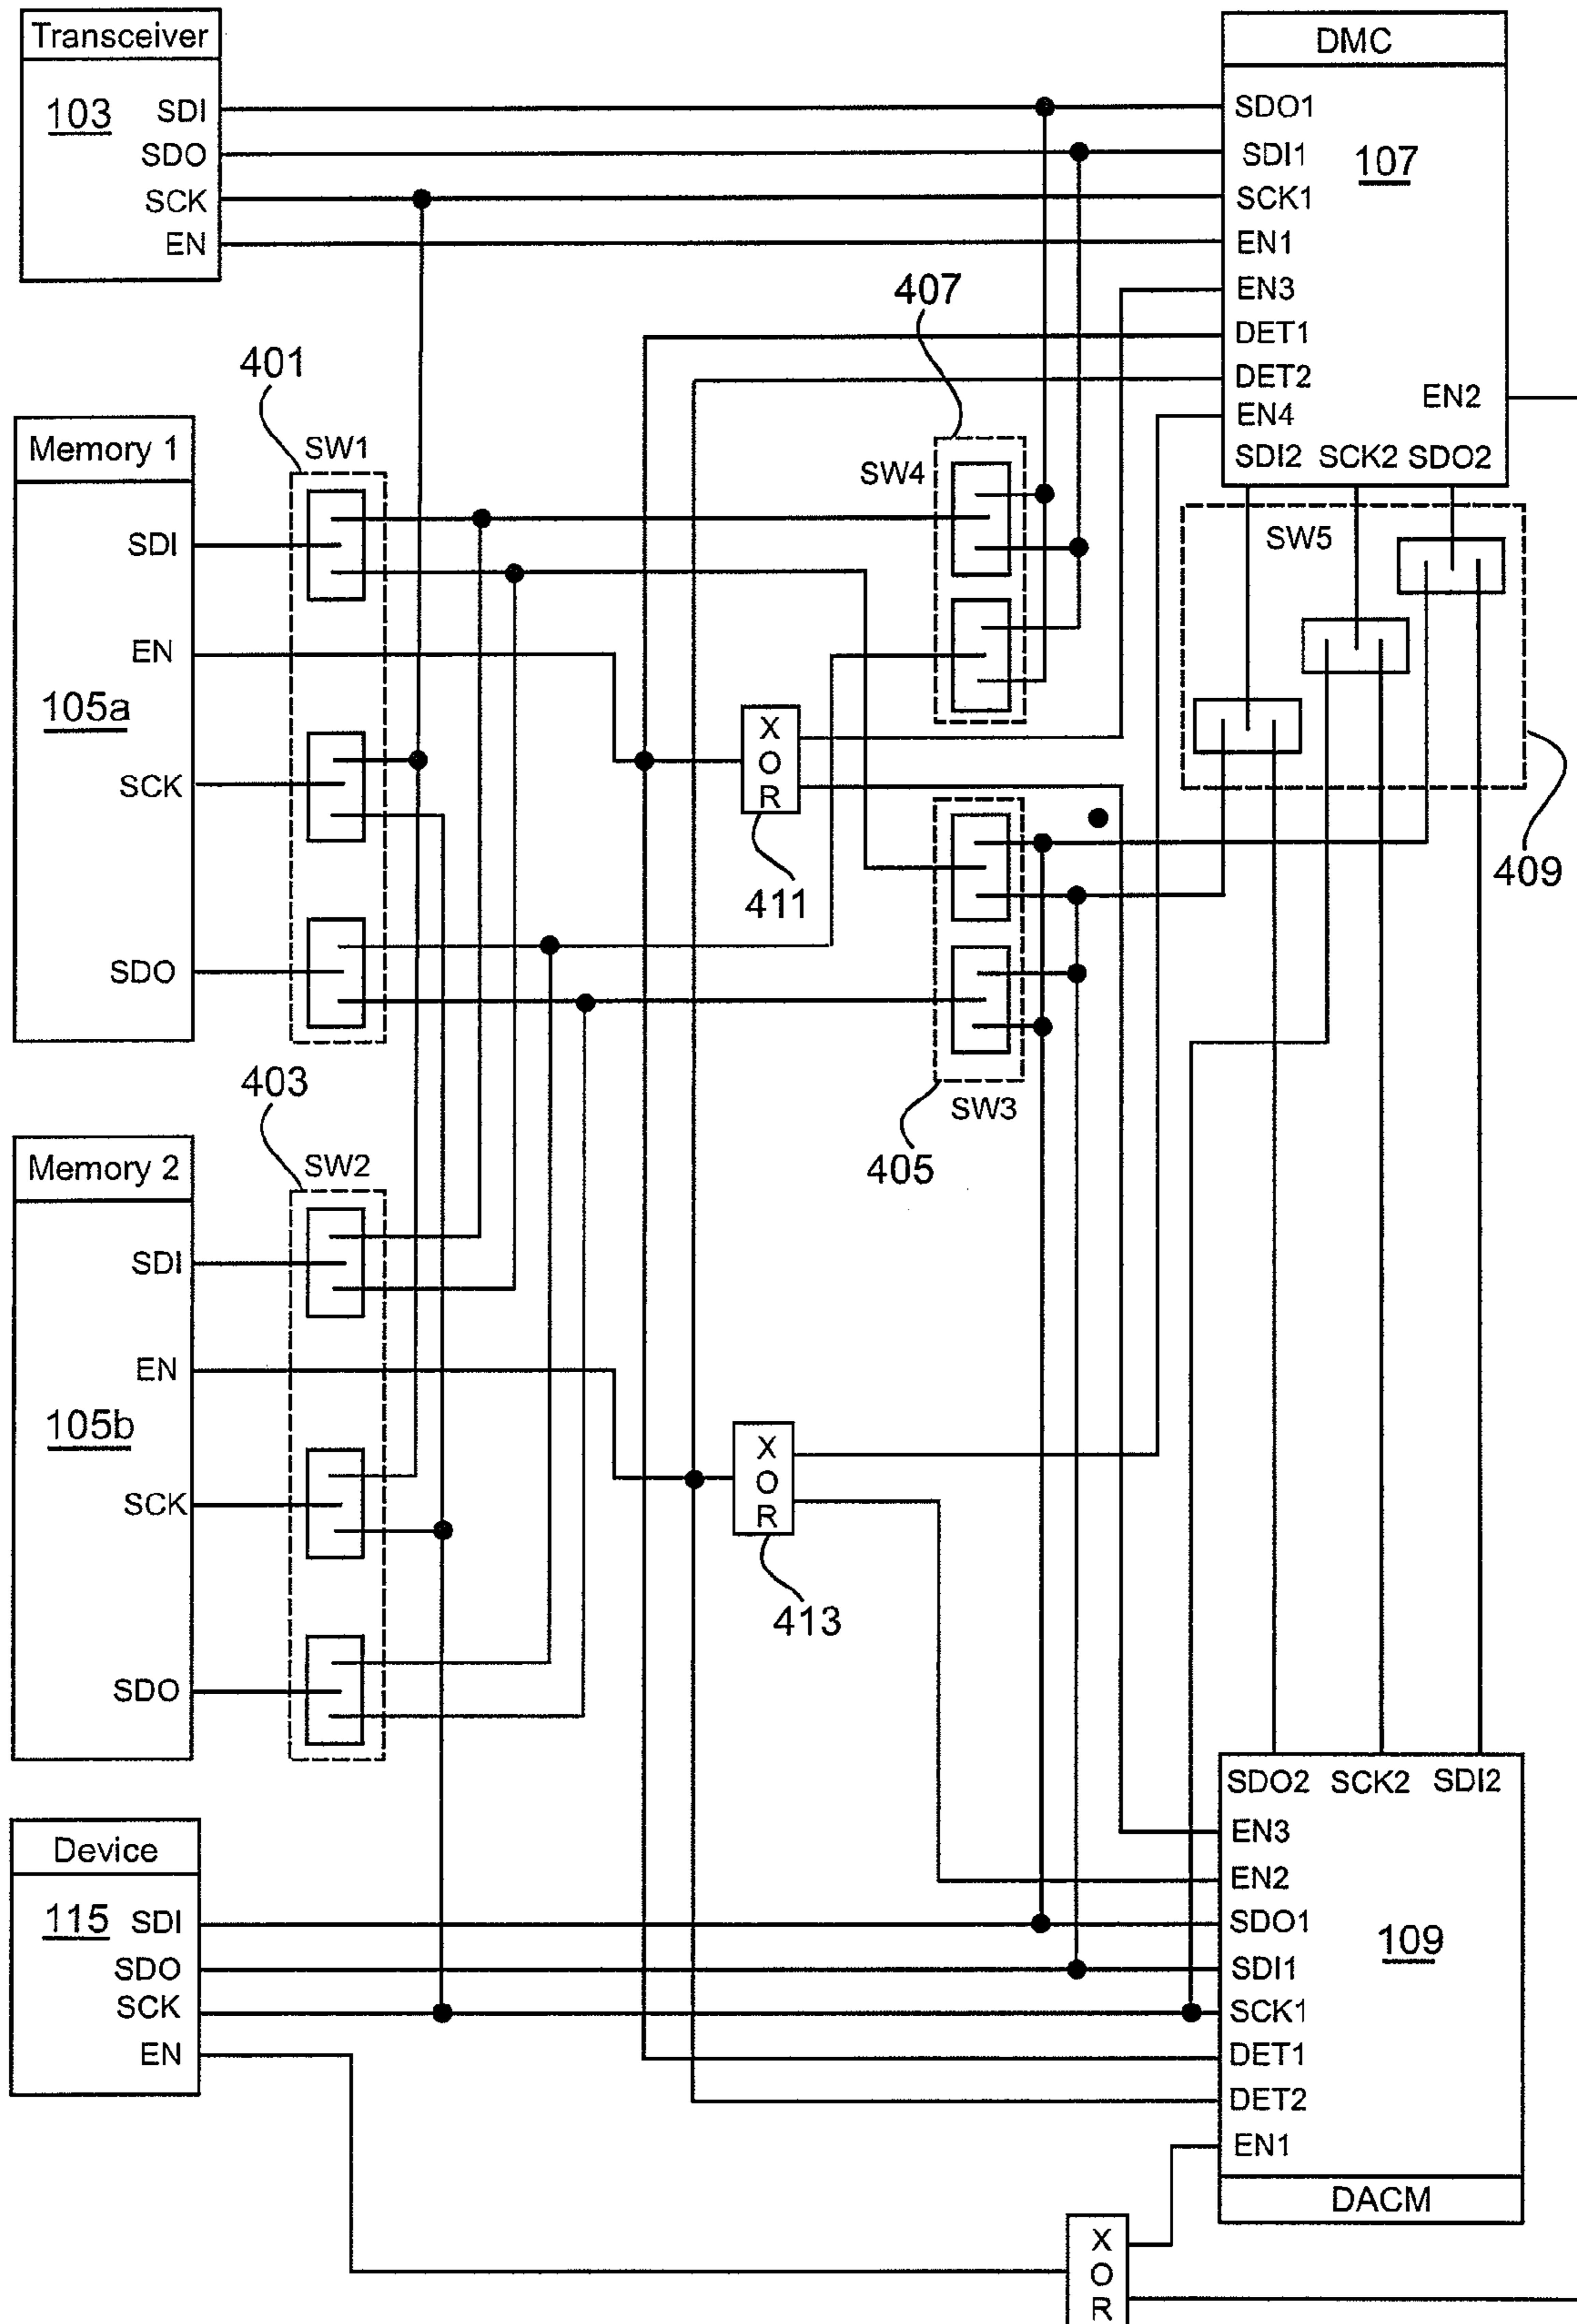 Transceiver
103
SDI
SDO
SCK
EN
DMC
107
SDO1
SDI1
SCK1
EN1
EN3
DET1
DET2
EN4
EN2
SDI2 SCK2 SDO2
407
401
SW1
SW4
SW5
409
Memory 1
SDI
EN
105a
SCK
SDO
X
O
R
411
405
SW3
403
SW2
Memory 2
SDI
EN
105b
SCK
SDO
X
O
R
413
Device
115
SDI
SDO
SCK
EN
SDO2 SCK2 SDI2
EN3
EN2
SDO1
109
SDI1
SCK1
DET1
DET2
EN1
DACM
X
O
R